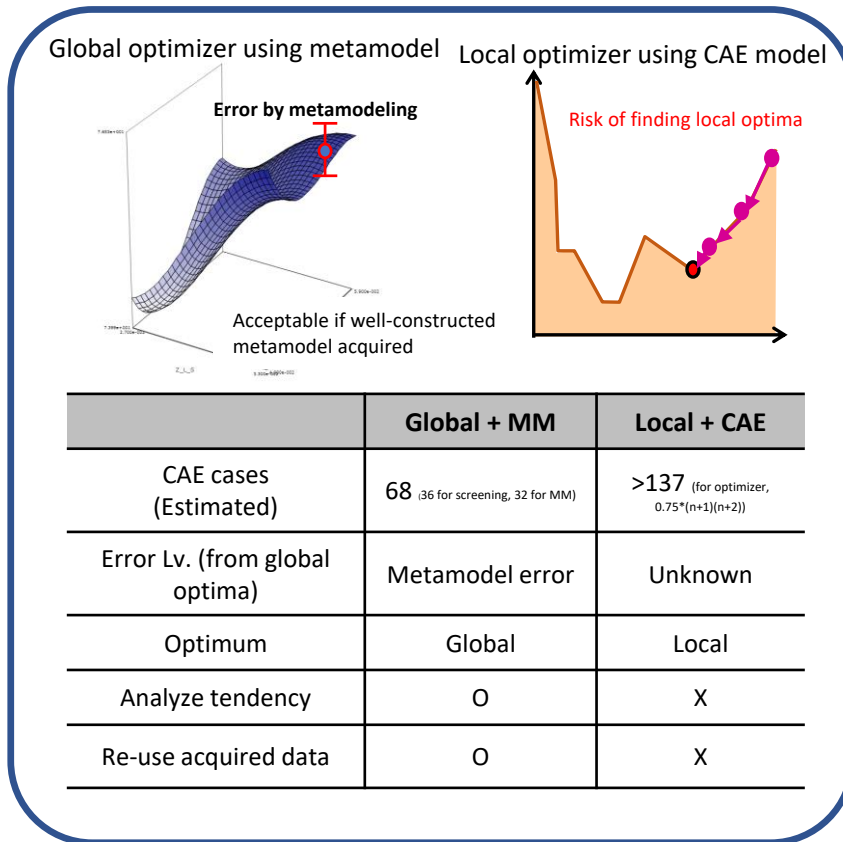 Global optimizer using metamodel
Local optimizer using CAE model
Error by metamodeling
Risk of finding local optima
Acceptable if well-constructed
metamodel acquired
Z_L_S
Global + MM
Local + CAE
CAE cases
(Estimated)
68 (36 for screening, 32 for MM)
>137 (for optimizer,
0.75*(n+1)(n+2))
Error Lv. (from global
optima)
Metamodel error
Unknown
Optimum
Global
Local
Analyze tendency
O
X
Re-use acquired data
O
X